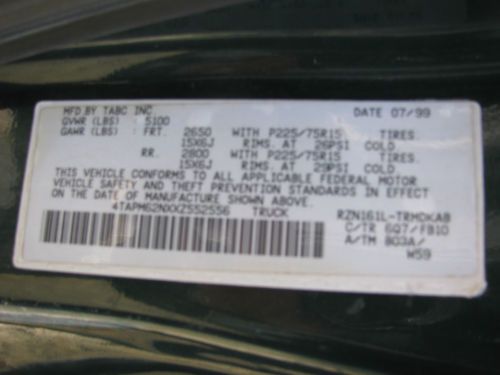 MFD BY TABC INC. DATE 07/99
GVWR (LBS) : 5100
GAWR (LBS) : FRT. 2650 WITH P225/75R15 TIRES
15X6J RIMS. AT 26PSI COLD
RR. 2800 WITH P225/75R15 TIRES
15X6J RIMS. AT 29PSI COLD
THIS VEHICLE CONFORMS TO ALL APPLICABLE FEDERAL MOTOR
VEHICLE SAFETY AND THEFT PREVENTION STANDARDS IN EFFECT
ON THE DATE OF MANUFACTURE SHOWN ABOVE.
4TAPM62NXXZ552556 TRUCK RZN161L-TRMDKAB
C/TR 6Q7/FB10
A/TM B03A/
W59